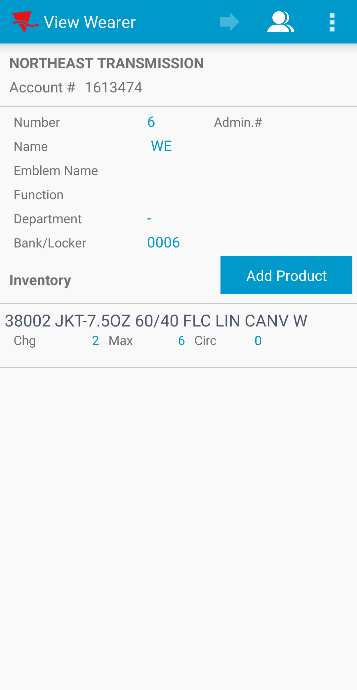 View Wearer
NORTHEAST TRANSMISSION
Account # 1613474
Number 6 Admin.#
Name WE
Emblem Name
Function
Department -
Bank/Locker 0006
Inventory Add Product
38002 JKT-7.5OZ 60/40 FLC LIN CANV W
Chg 2 Max 6 Circ 0